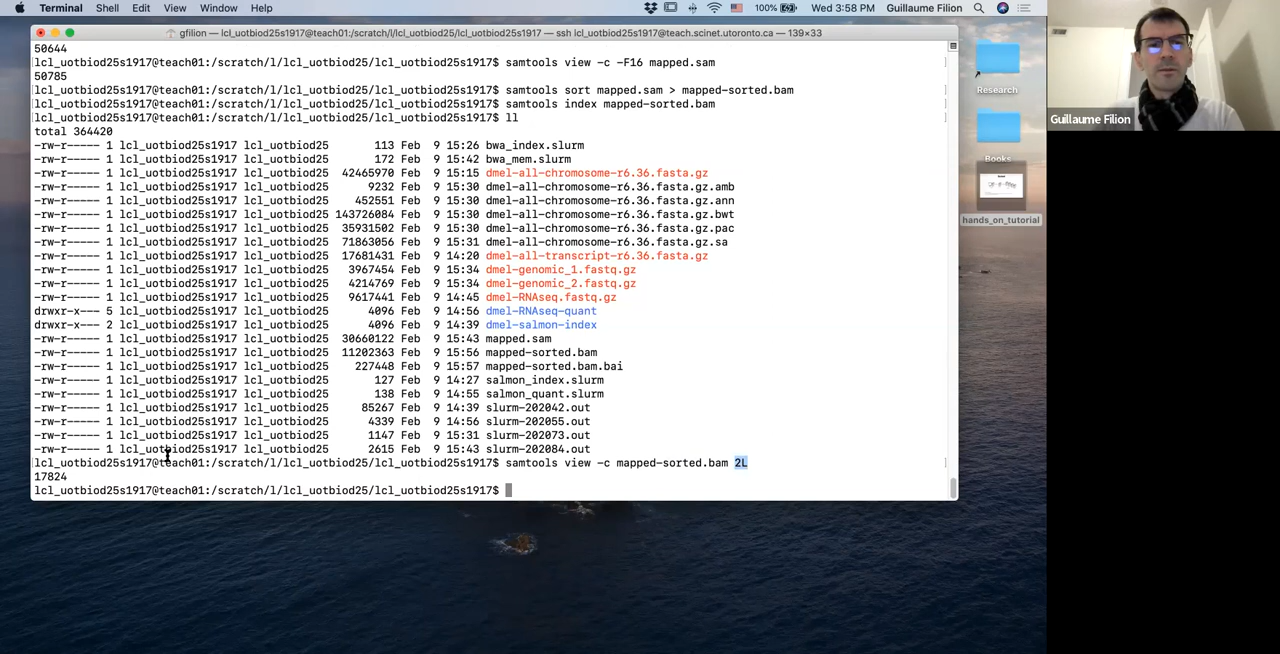 Terminal Shell Edit View Window Help 100% Wed 3:58 PM Guillaume Filion
gfilion — lcl_uotbiod25s1917@teach01:/scratch/l/lcl_uotbiod25/lcl_uotbiod25s1917 — ssh lcl_uotbiod25s1917@teach.scinet.utoronto.ca — 139×33
50644
lcl_uotbiod25s1917@teach01:/scratch/l/lcl_uotbiod25/lcl_uotbiod25s1917$ samtools view -c -F16 mapped.sam
50785
lcl_uotbiod25s1917@teach01:/scratch/l/lcl_uotbiod25/lcl_uotbiod25s1917$ samtools sort mapped.sam > mapped-sorted.bam
lcl_uotbiod25s1917@teach01:/scratch/l/lcl_uotbiod25/lcl_uotbiod25s1917$ samtools index mapped-sorted.bam
lcl_uotbiod25s1917@teach01:/scratch/l/lcl_uotbiod25/lcl_uotbiod25s1917$ ll
total 364420
-rw-r----- 1 lcl_uotbiod25s1917 lcl_uotbiod25 113 Feb 9 15:26 bwa_index.slurm
-rw-r----- 1 lcl_uotbiod25s1917 lcl_uotbiod25 172 Feb 9 15:42 bwa_mem.slurm
-rw-r----- 1 lcl_uotbiod25s1917 lcl_uotbiod25 42465970 Feb 9 15:15 dmel-all-chromosome-r6.36.fasta.gz
-rw-r----- 1 lcl_uotbiod25s1917 lcl_uotbiod25 9232 Feb 9 15:30 dmel-all-chromosome-r6.36.fasta.gz.amb
-rw-r----- 1 lcl_uotbiod25s1917 lcl_uotbiod25 452551 Feb 9 15:30 dmel-all-chromosome-r6.36.fasta.gz.ann
-rw-r----- 1 lcl_uotbiod25s1917 lcl_uotbiod25 143726084 Feb 9 15:30 dmel-all-chromosome-r6.36.fasta.gz.bwt
-rw-r----- 1 lcl_uotbiod25s1917 lcl_uotbiod25 35931502 Feb 9 15:30 dmel-all-chromosome-r6.36.fasta.gz.pac
-rw-r----- 1 lcl_uotbiod25s1917 lcl_uotbiod25 71863056 Feb 9 15:31 dmel-all-chromosome-r6.36.fasta.gz.sa
-rw-r----- 1 lcl_uotbiod25s1917 lcl_uotbiod25 17681431 Feb 9 14:20 dmel-all-transcript-r6.36.fasta.gz
-rw-r----- 1 lcl_uotbiod25s1917 lcl_uotbiod25 3967454 Feb 9 15:34 dmel-genomic_1.fastq.gz
-rw-r----- 1 lcl_uotbiod25s1917 lcl_uotbiod25 4214769 Feb 9 15:34 dmel-genomic_2.fastq.gz
-rw-r----- 1 lcl_uotbiod25s1917 lcl_uotbiod25 9617441 Feb 9 14:45 dmel-RNAseq.fastq.gz
drwxr-x--- 5 lcl_uotbiod25s1917 lcl_uotbiod25 4096 Feb 9 14:56 dmel-RNAseq-quant
drwxr-x--- 2 lcl_uotbiod25s1917 lcl_uotbiod25 4096 Feb 9 14:39 dmel-salmon-index
-rw-r----- 1 lcl_uotbiod25s1917 lcl_uotbiod25 30660122 Feb 9 15:43 mapped.sam
-rw-r----- 1 lcl_uotbiod25s1917 lcl_uotbiod25 11202363 Feb 9 15:56 mapped-sorted.bam
-rw-r----- 1 lcl_uotbiod25s1917 lcl_uotbiod25 227448 Feb 9 15:57 mapped-sorted.bam.bai
-rw-r----- 1 lcl_uotbiod25s1917 lcl_uotbiod25 127 Feb 9 14:27 salmon_index.slurm
-rw-r----- 1 lcl_uotbiod25s1917 lcl_uotbiod25 138 Feb 9 14:55 salmon_quant.slurm
-rw-r----- 1 lcl_uotbiod25s1917 lcl_uotbiod25 85267 Feb 9 14:39 slurm-202042.out
-rw-r----- 1 lcl_uotbiod25s1917 lcl_uotbiod25 4339 Feb 9 14:56 slurm-202055.out
-rw-r----- 1 lcl_uotbiod25s1917 lcl_uotbiod25 1147 Feb 9 15:31 slurm-202073.out
-rw-r----- 1 lcl_uotbiod25s1917 lcl_uotbiod25 2615 Feb 9 15:43 slurm-202084.out
lcl_uotbiod25s1917@teach01:/scratch/l/lcl_uotbiod25/lcl_uotbiod25s1917$ samtools view -c mapped-sorted.bam 2L
17824
lcl_uotbiod25s1917@teach01:/scratch/l/lcl_uotbiod25/lcl_uotbiod25s1917$
Research
Books
hands_on_tutorial
Guillaume Filion